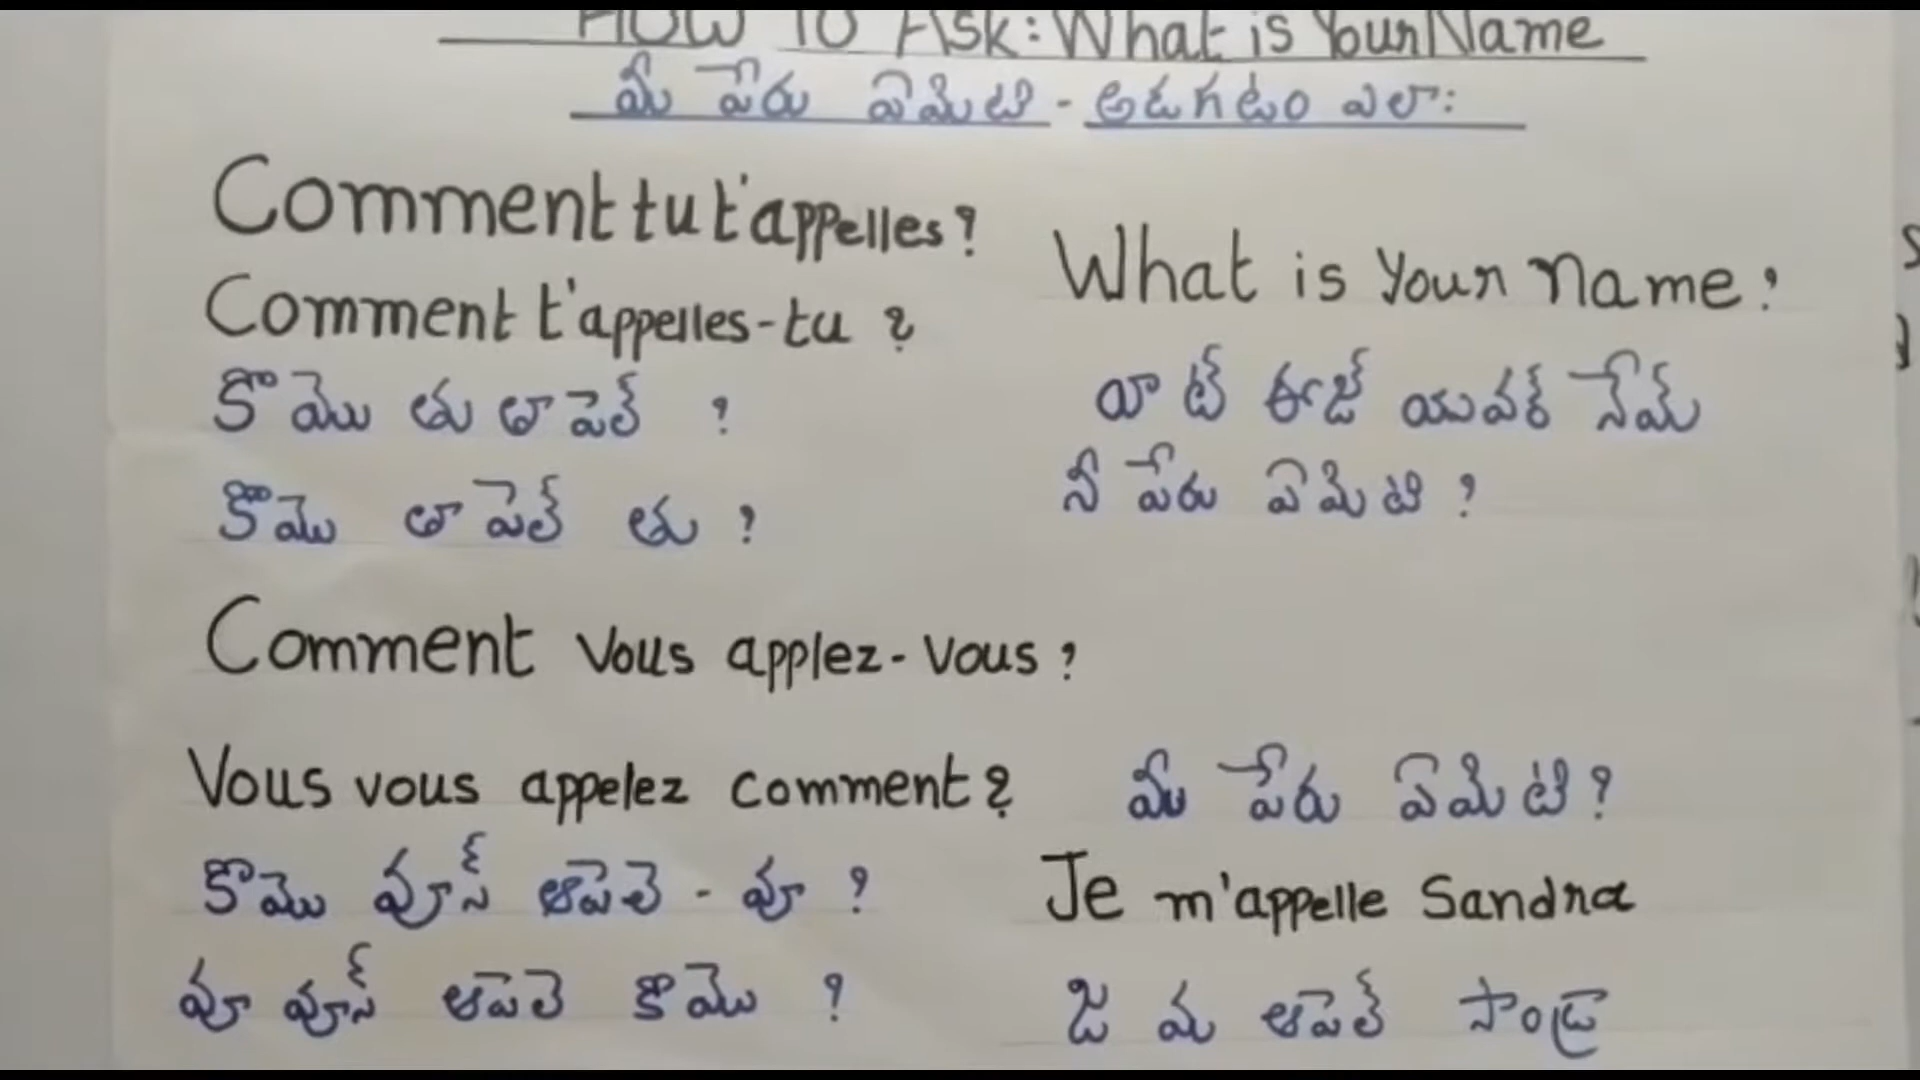 How To Ask: What is Your Name
మీ పేరు ఏమిటి - అడగటం ఎలా:
Comment tu t'appelles?
Comment t'appelles-tu ?
What is Your name?
కొమొ తు తాపెల్ ?
వాట్ ఈజ్ యువర్ నేమ్
కొమొ తాపెల్ తు ?
నీ పేరు ఏమిటి ?
Comment Vous applez-Vous ?
Vous vous appelez comment?
మీ పేరు ఏమిటి ?
కొమొ వూస్ ఆపెలె - వూ ?
Je m'appelle Sandra
వూ వూస్ ఆపెలె కొమొ ?
జ మ ఆపెల్ సాండ్రా